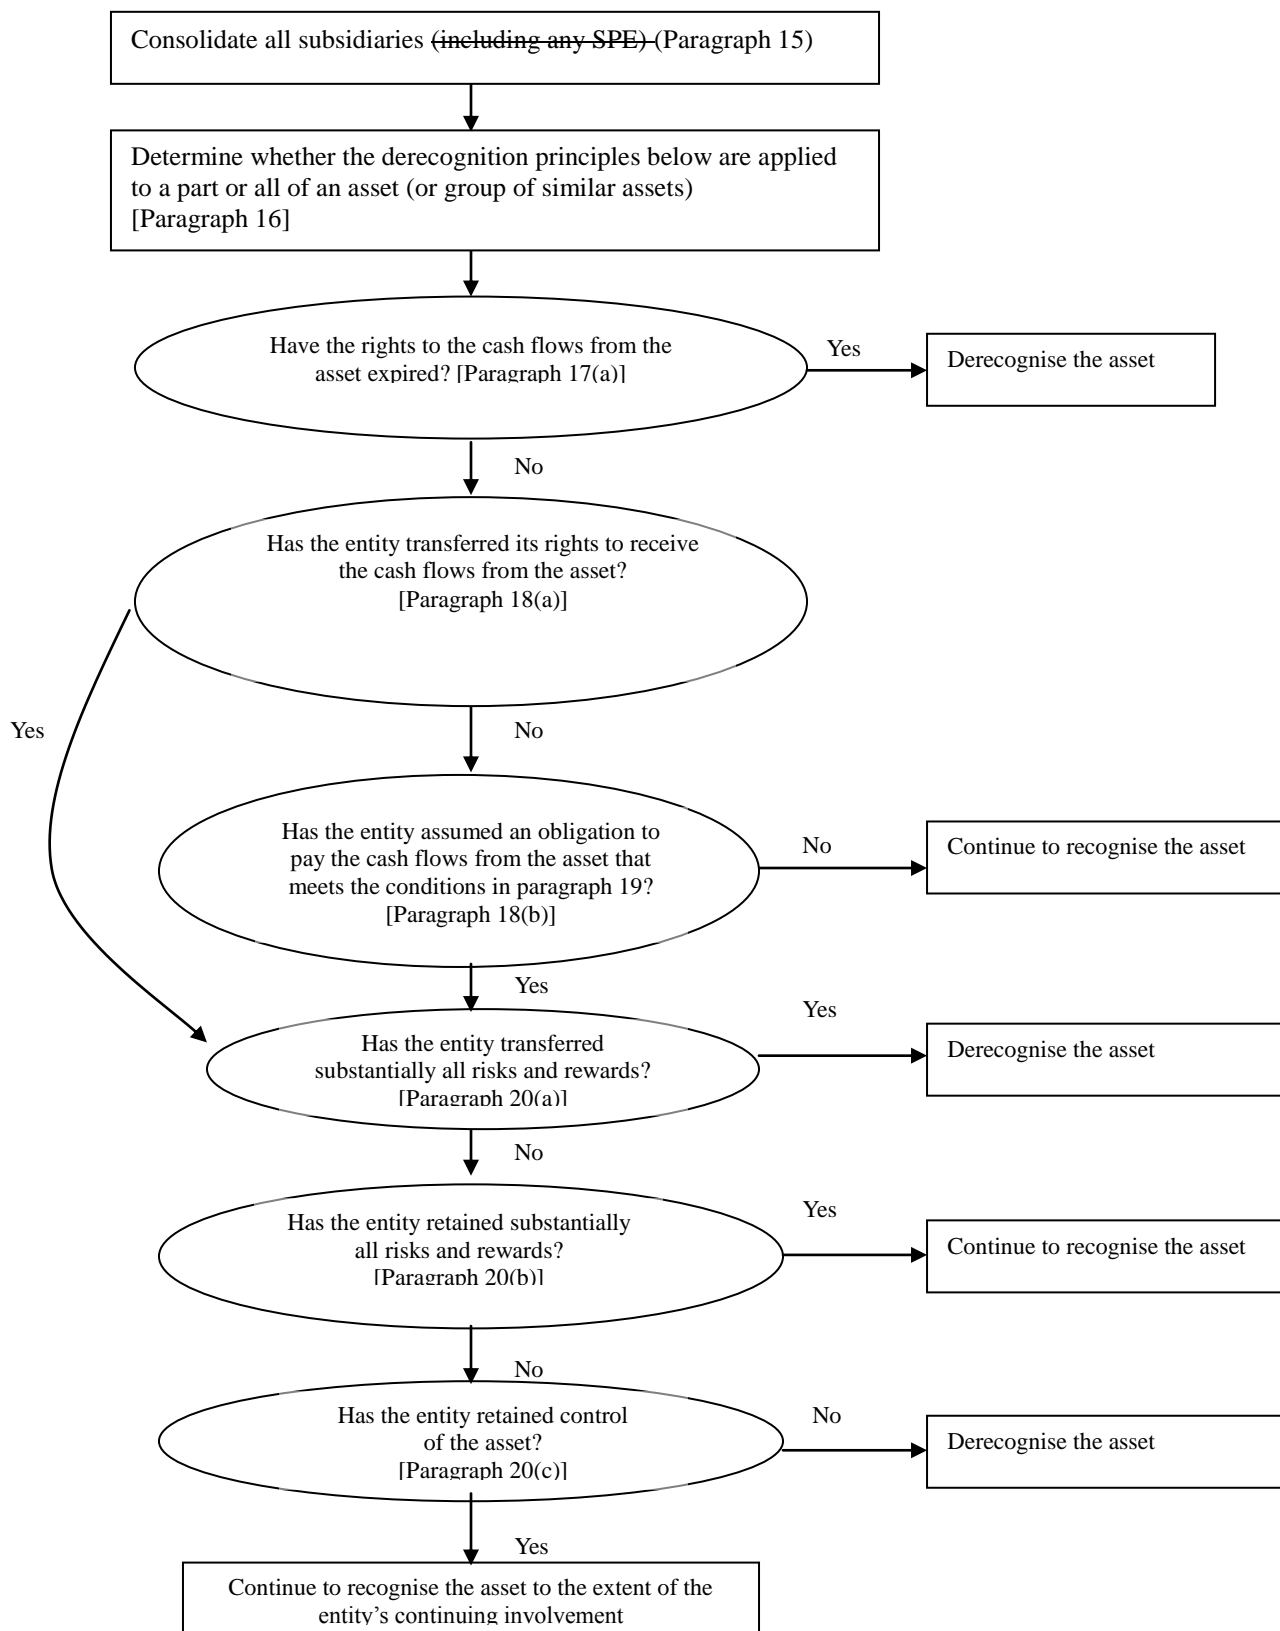 Consolidate all subsidiaries (including any SPE) (Paragraph 15)
Determine whether the derecognition principles below are applied
to a part or all of an asset (or group of similar assets)
[Paragraph 16]
Have the rights to the cash flows from the
asset expired? [Paragraph 17(a)]
Yes
Derecognise the asset
No
Has the entity transferred its rights to receive
the cash flows from the asset?
[Paragraph 18(a)]
Yes
No
Has the entity assumed an obligation to
pay the cash flows from the asset that
meets the conditions in paragraph 19?
[Paragraph 18(b)]
No
Continue to recognise the asset
Yes
Has the entity transferred
substantially all risks and rewards?
[Paragraph 20(a)]
Yes
Derecognise the asset
No
Has the entity retained substantially
all risks and rewards?
[Paragraph 20(b)]
Yes
Continue to recognise the asset
No
Has the entity retained control
of the asset?
[Paragraph 20(c)]
No
Derecognise the asset
Yes
Continue to recognise the asset to the extent of the
entity’s continuing involvement